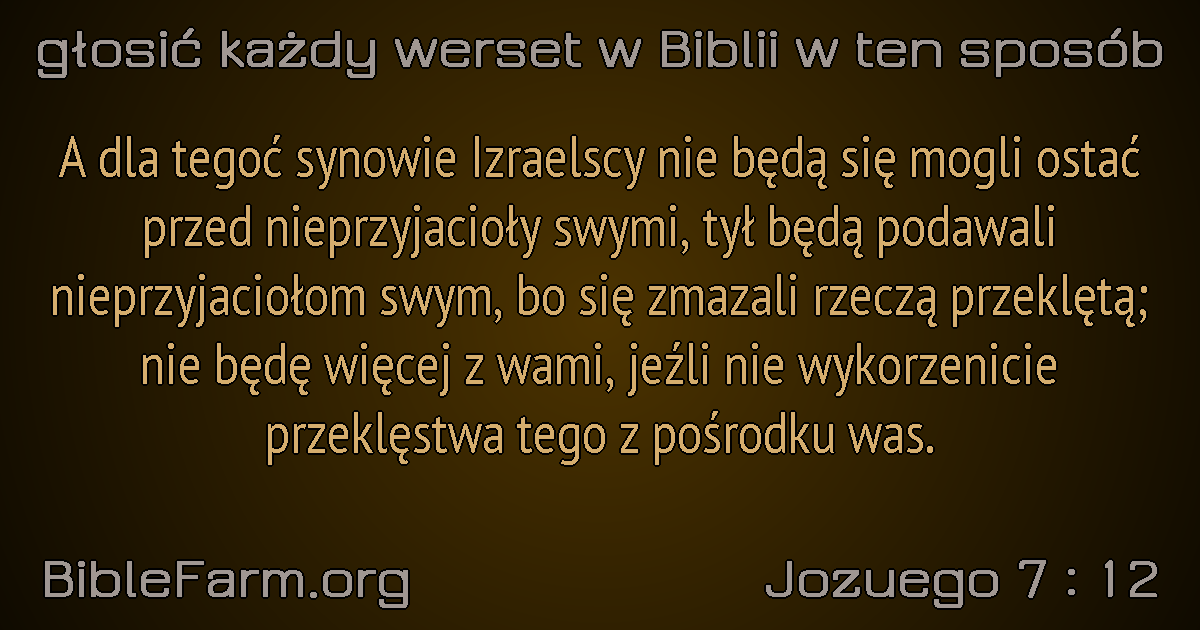 głosić każdy werset w Biblii w ten sposób
A dla tegoć synowie Izraelscy nie będą się mogli ostać
przed nieprzyjacioły swymi, tył będą podawali
nieprzyjaciołom swym, bo się zmazali rzeczą przeklętą;
nie będę więcej z wami, jeźli nie wykorzenicie
przeklęstwa tego z pośrodku was.
BibleFarm.org
Jozuego 7 : 12